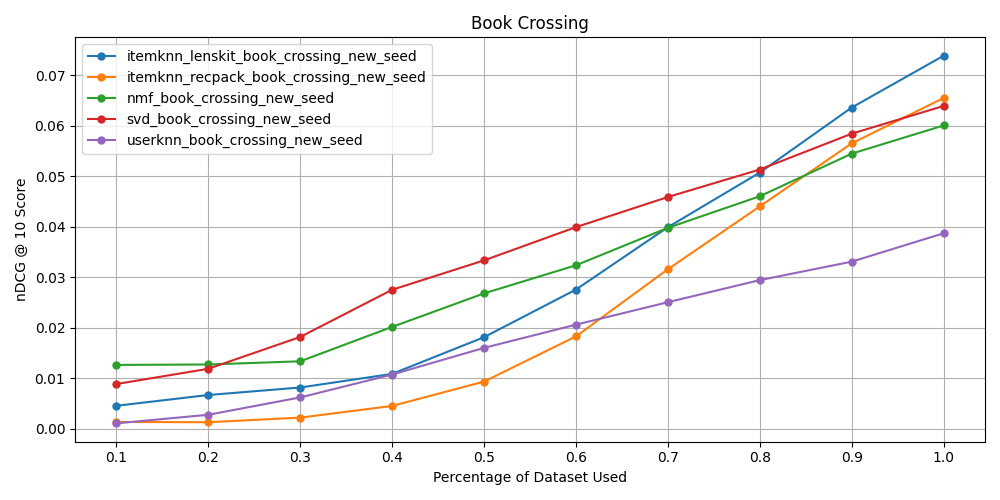 Book Crossing
itemknn_lenskit_book_crossing_new_seed
itemknn_recpack_book_crossing_new_seed
nmf_book_crossing_new_seed
svd_book_crossing_new_seed
userknn_book_crossing_new_seed
nDCG @ 10 Score
0.07
0.06
0.05
0.04
0.03
0.02
0.01
0.00
0.1 0.2 0.3 0.4 0.5 0.6 0.7 0.8 0.9 1.0
Percentage of Dataset Used